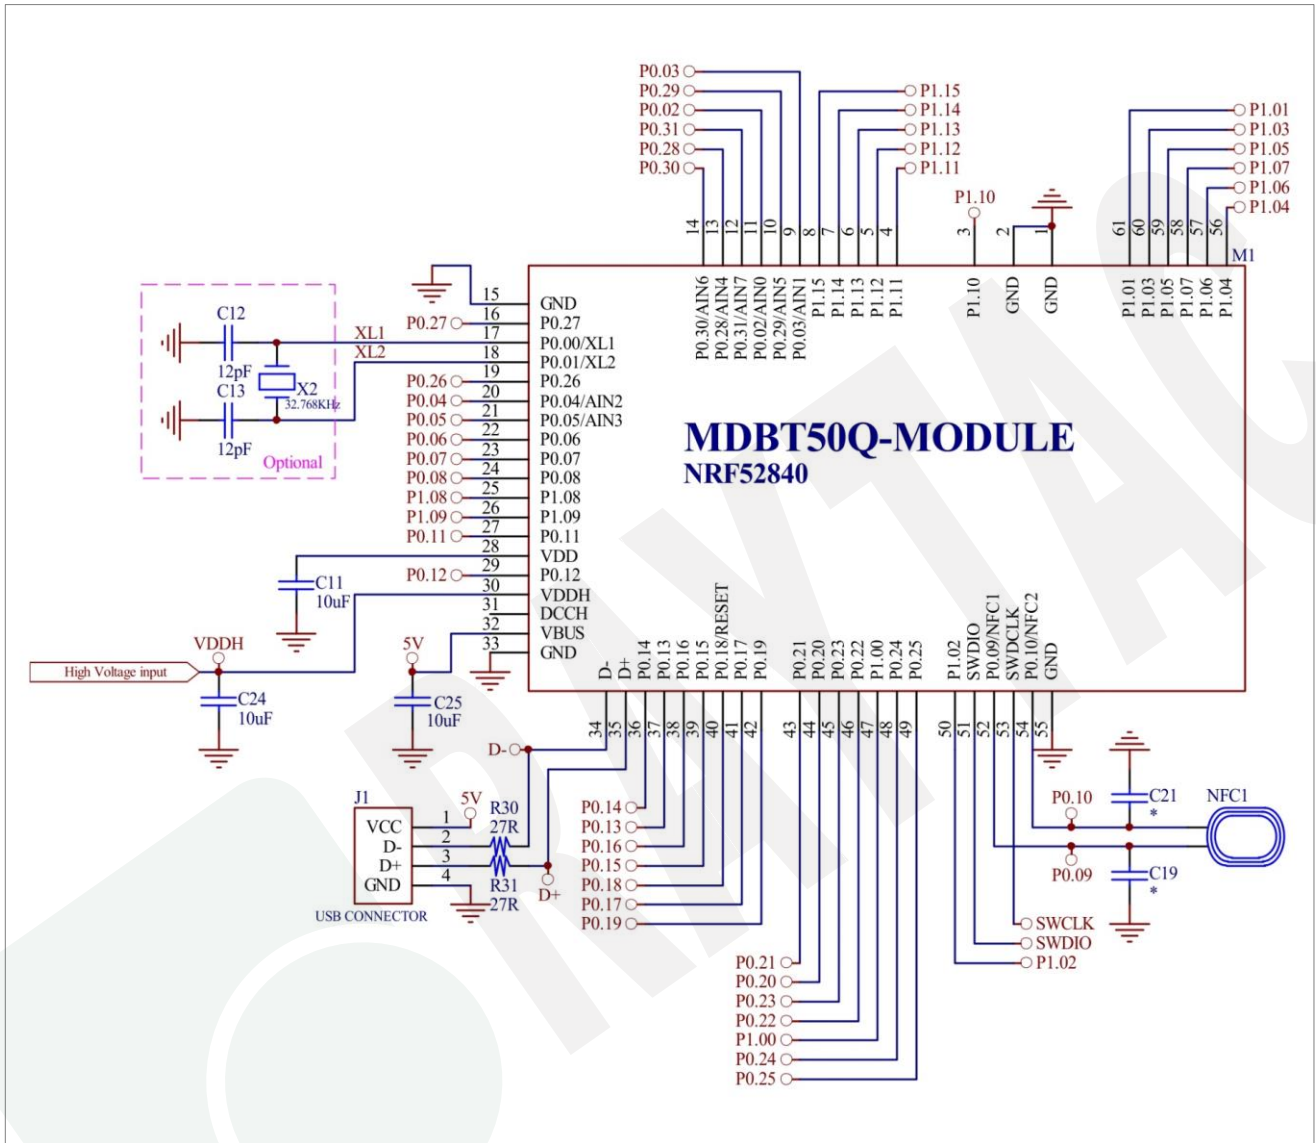 P0.03
P0.29
P0.02
P0.31
P0.28
P0.30
P1.15
P1.14
P1.13
P1.12
P1.11
P1.10
P1.01
P1.03
P1.05
P1.07
P1.06
P1.04
14
13
12
11
10
9
8
7
6
5
4
3
2
1
61
60
59
58
57
56
M1
P0.30/AIN6
P0.28/AIN4
P0.31/AIN7
P0.02/AIN0
P0.29/AIN5
P0.03/AIN1
P1.15
P1.14
P1.13
P1.12
P1.11
P1.10
GND
GND
P1.01
P1.03
P1.05
P1.07
P1.06
P1.04
15 GND
P0.27 16 P0.27
XL1 17 P0.00/XL1
XL2 18 P0.01/XL2
P0.26 19 P0.26
P0.04 20 P0.04/AIN2
P0.05 21 P0.05/AIN3
P0.06 22 P0.06
P0.07 23 P0.07
P0.08 24 P0.08
P1.08 25 P1.08
P1.09 26 P1.09
P0.11 27 P0.11
28 VDD
P0.12 29 P0.12
30 VDDH
31 DCCH
32 VBUS
33 GND
C12
12pF
C13
12pF
X2
32.768KHz
Optional
MDBT50Q-MODULE
NRF52840
RAYTAC
C11
10uF
VDDH
High Voltage input
C24
10uF
5V
C25
10uF
D-
D+
P0.14
P0.13
P0.16
P0.15
P0.18/RESET
P0.17
P0.19
P0.21
P0.20
P0.23
P0.22
P1.00
P0.24
P0.25
P1.02
SWDIO
P0.09/NFC1
SWDCLK
P0.10/NFC2
GND
34
35
36
37
38
39
40
41
42
43
44
45
46
47
48
49
50
51
52
53
54
55
D-
J1
5V
VCC 1
D- 2
D+ 3
GND 4
USB CONNECTOR
R30
27R
R31
27R
D+
P0.14
P0.13
P0.16
P0.15
P0.18
P0.17
P0.19
P0.21
P0.20
P0.23
P0.22
P1.00
P0.24
P0.25
P0.10
C21
*
NFC1
P0.09
C19
*
SWCLK
SWDIO
P1.02